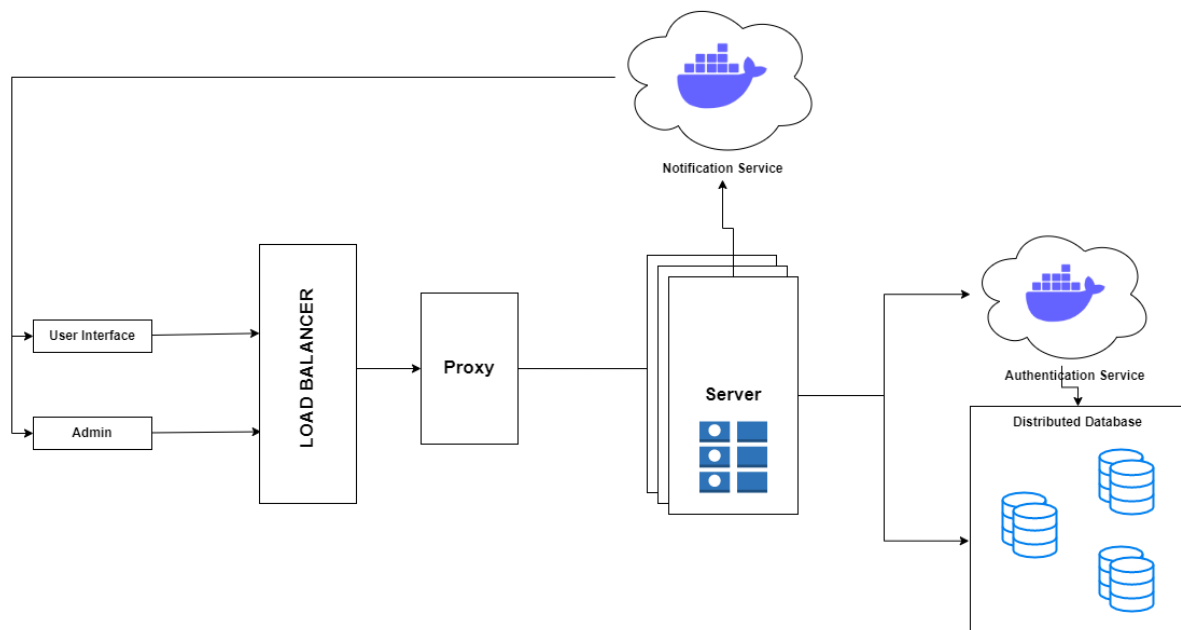 Notification Service
User Interface
Admin
LOAD BALANCER
Proxy
Server
Authentication Service
Distributed Database